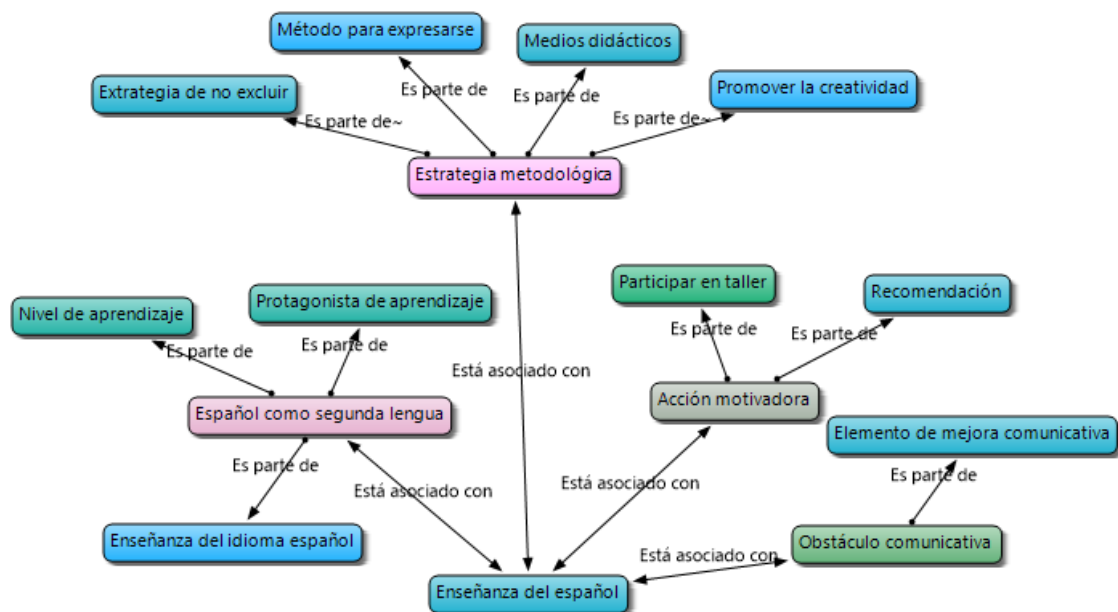 Método para expresarse
Medios didácticos
Extrategia de no excluir
Es parte de
Es parte de
Promover la creatividad
Es parte de~
Es parte de~
Estrategia metodológica
Participar en taller
Recomendación
Nivel de aprendizaje
Protagonista de aprendizaje
Es parte de
Es parte de
Es parte de
Es parte de
Está asociado con
Español como segunda lengua
Acción motivadora
Elemento de mejora comunicativa
Es parte de
Es parte de
Está asociado con
Está asociado con
Enseñanza del idioma español
Obstáculo comunicativa
Está asociado con
Enseñanza del español